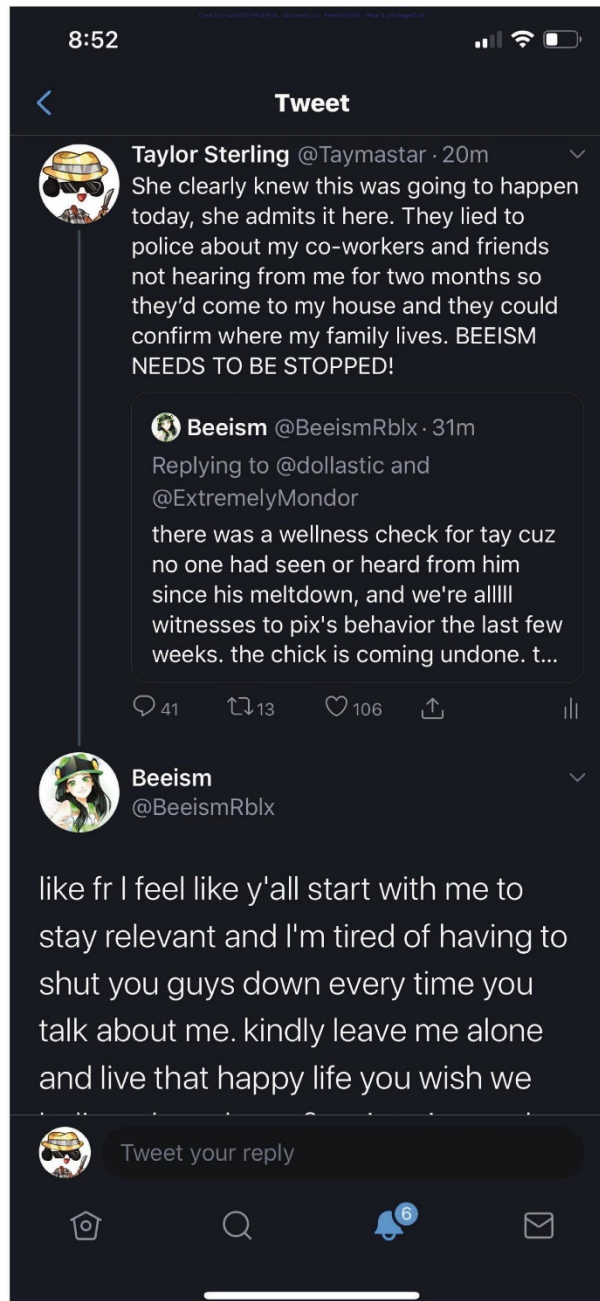 8:52
Tweet
Taylor Sterling @Taymastar · 20m
She clearly knew this was going to happen
today, she admits it here. They lied to
police about my co-workers and friends
not hearing from me for two months so
they'd come to my house and they could
confirm where my family lives. BEEISM
NEEDS TO BE STOPPED!
Beeism @BeeismRblx · 31m
Replying to @dollastic and
@ExtremelyMondor
there was a wellness check for tay cuz
no one had seen or heard from him
since his meltdown, and we're alllll
witnesses to pix's behavior the last few
weeks. the chick is coming undone. t...
41 13 106
Beeism
@BeeismRblx
like fr I feel like y'all start with me to
stay relevant and I'm tired of having to
shut you guys down every time you
talk about me. kindly leave me alone
and live that happy life you wish we
Tweet your reply
6